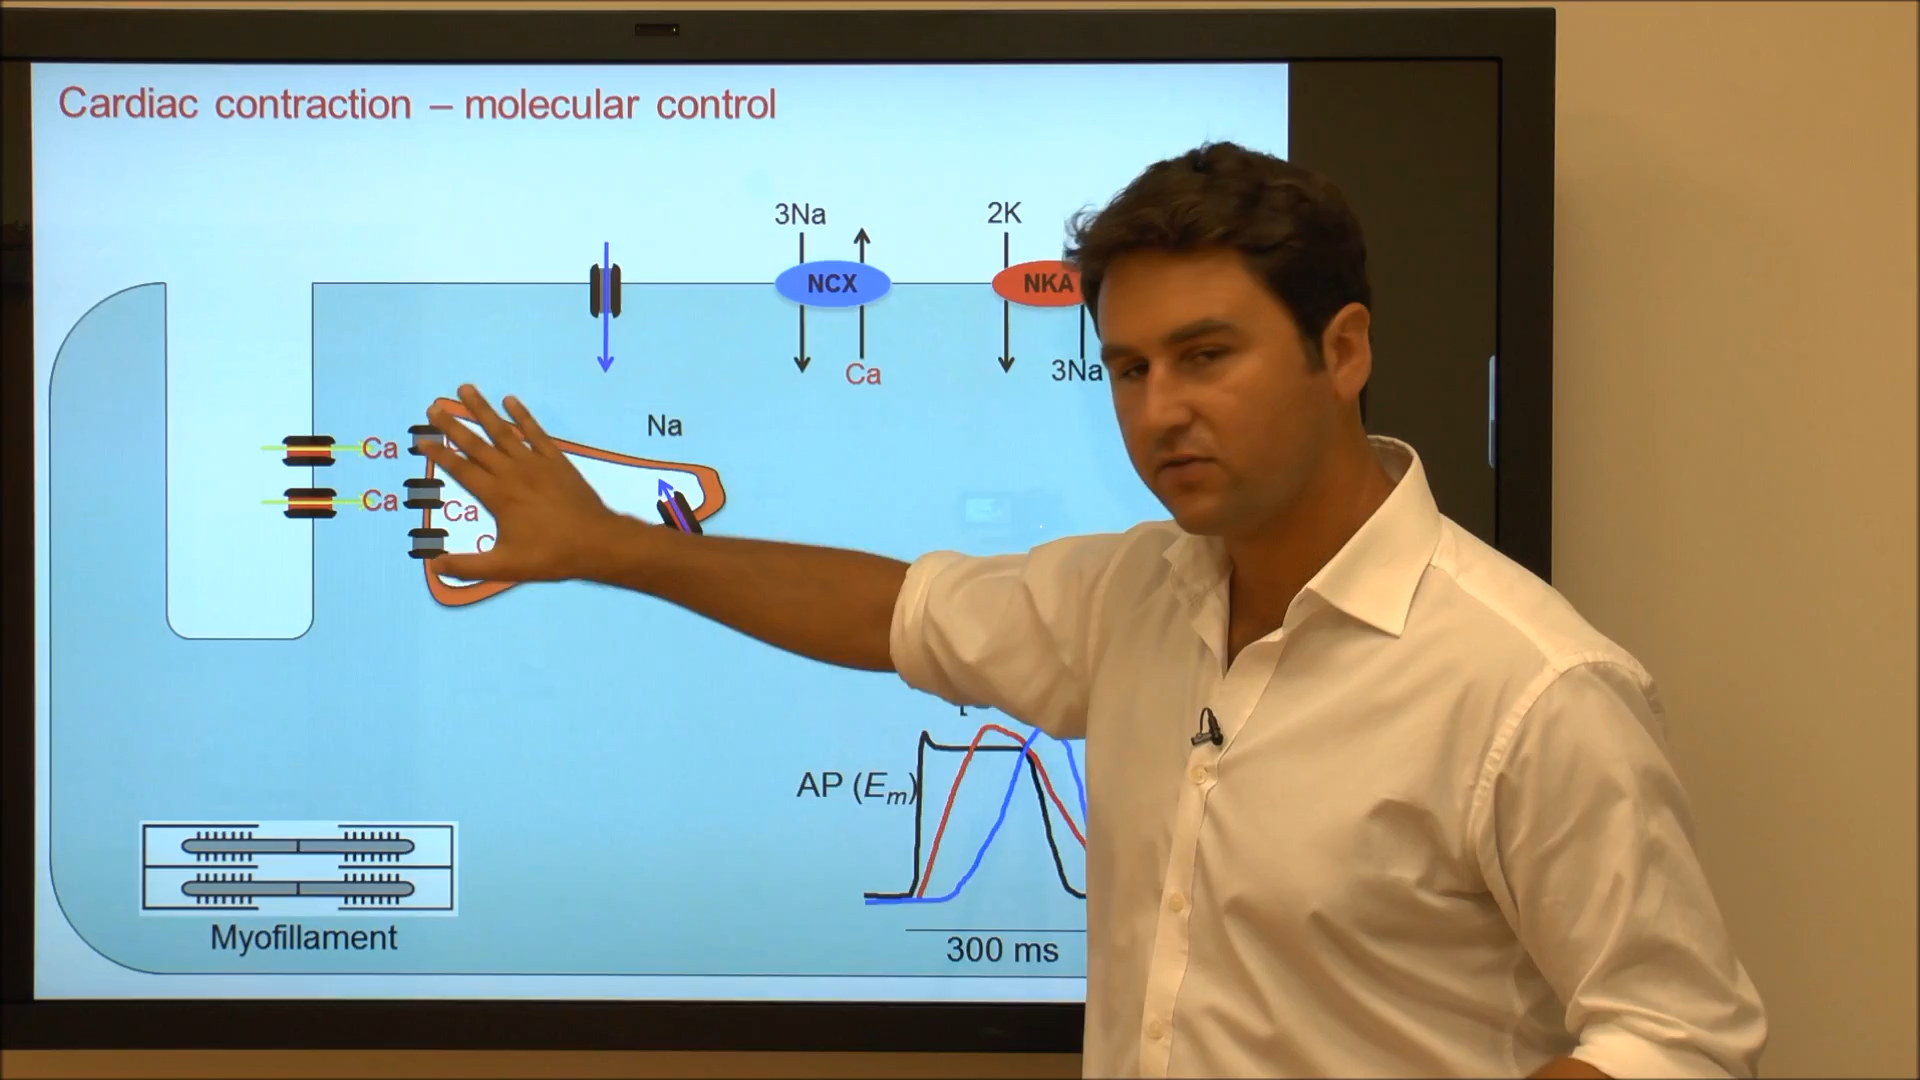 Cardiac contraction – molecular control
3Na
2K
NCX
NKA
Ca
3Na
Na
Ca
Ca
Ca
AP (Em)
300 ms
Myofillament